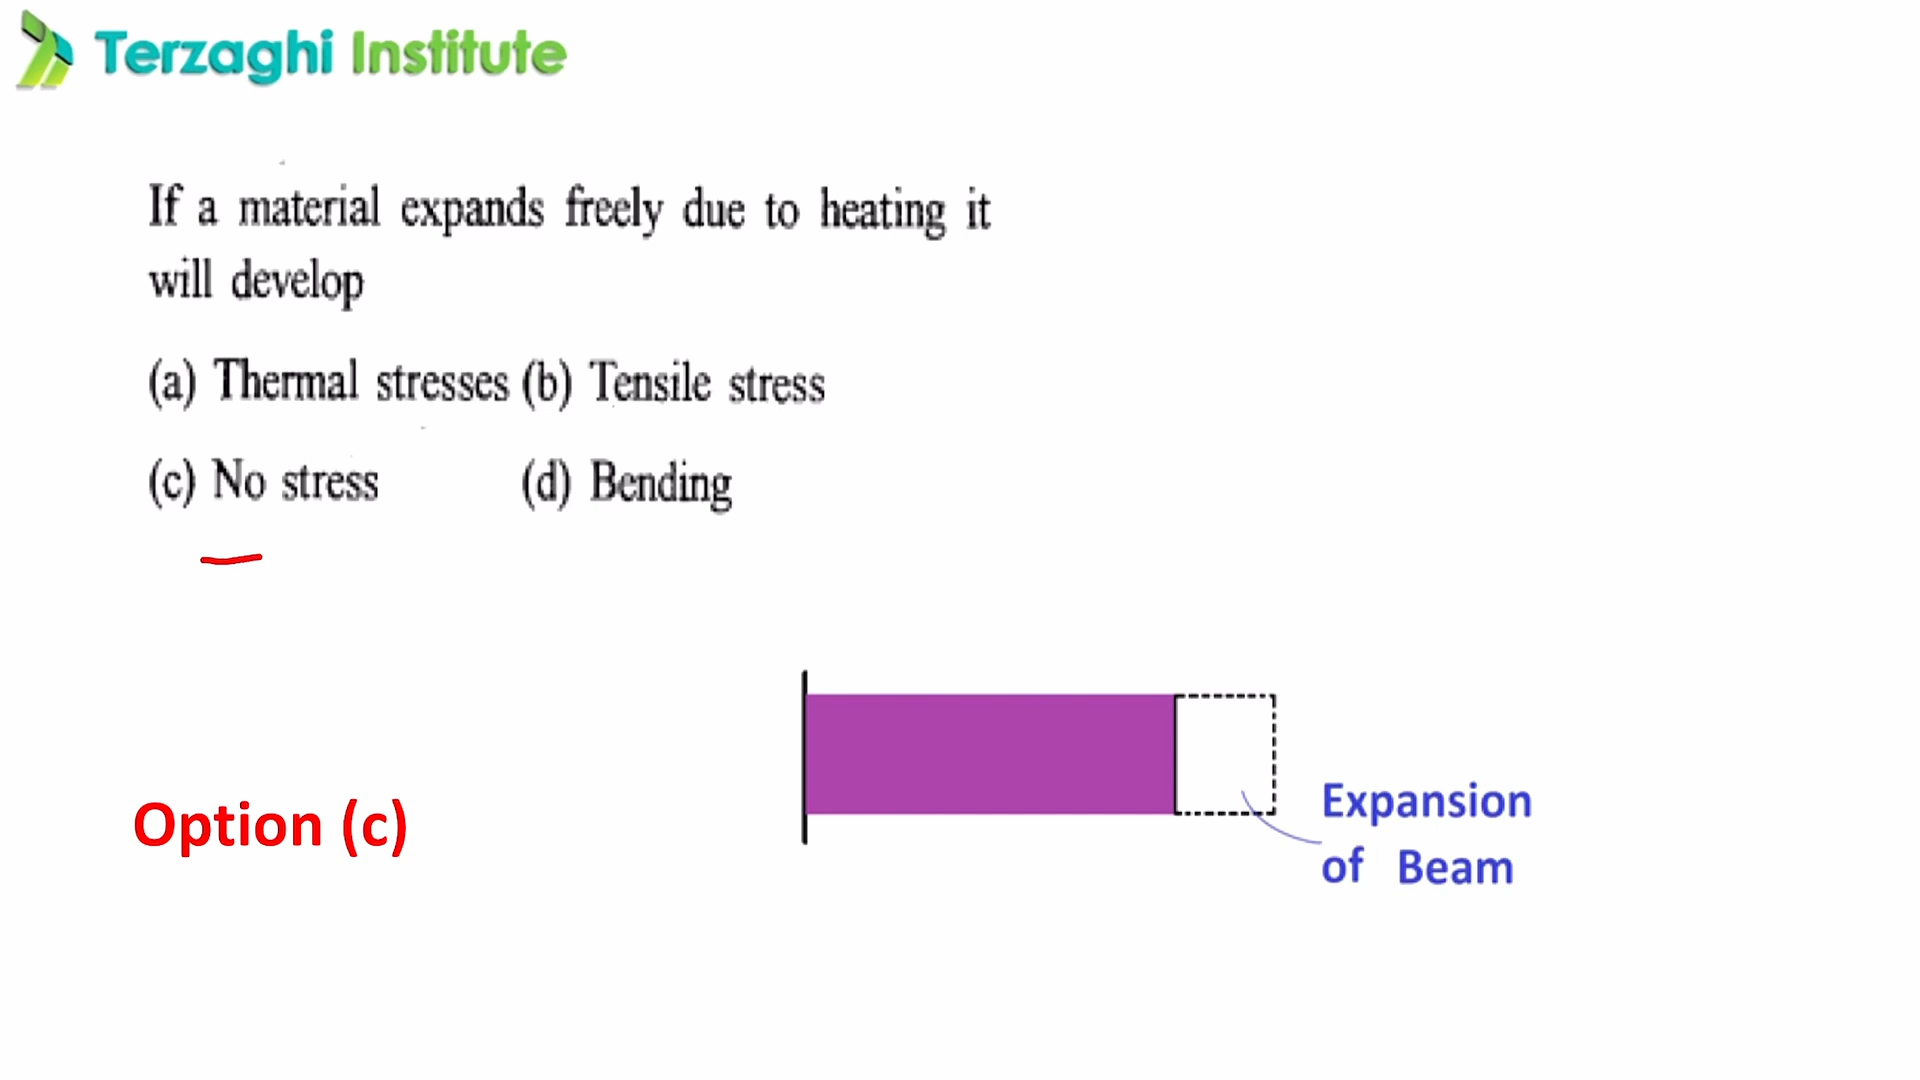 Terzaghi Institute
If a material expands freely due to heating it
will develop
(a) Thermal stresses (b) Tensile stress
(c) No stress (d) Bending
Option (c)
Expansion
of Beam